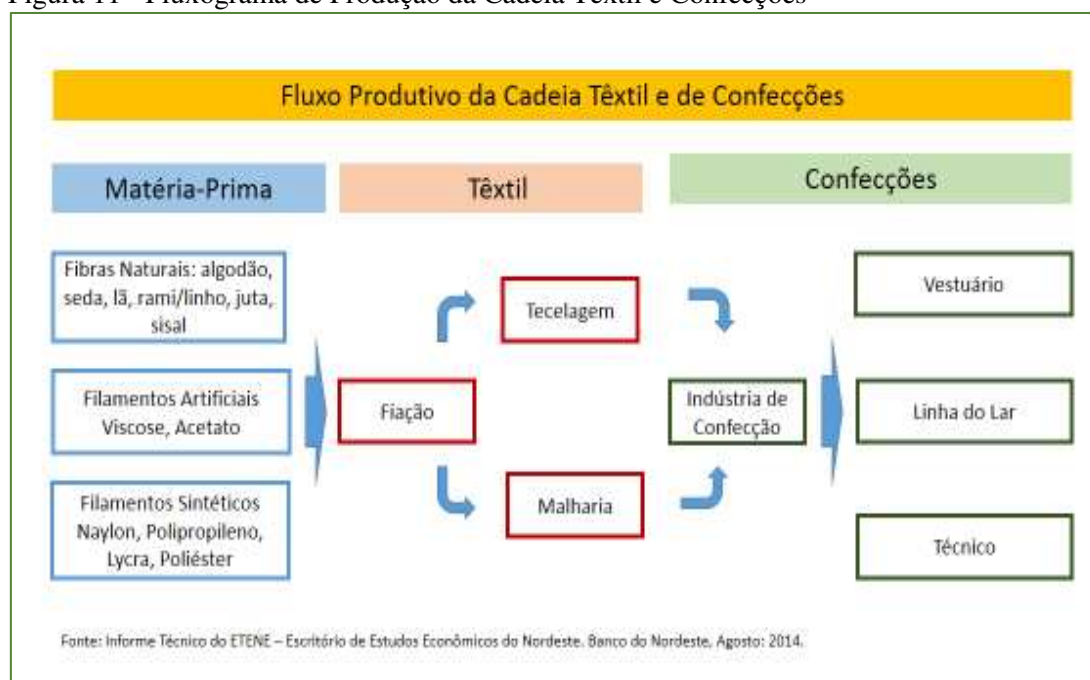 Figura 11 - Fluxograma de Produção da Cadeia Têxtil e Confecções
Fluxo Produtivo da Cadeia Têxtil e de Confecções
Matéria-Prima
Têxtil
Confecções
Fibras Naturais: algodão,
seda, lã, rami/linho, juta,
sisal
Filamentos Artificiais
Viscose, Acetato
Filamentos Sintéticos
Naylon, Polipropileno,
Lycra, Poliéster
Fiação
Tecelagem
Malharia
Indústria de
Confecção
Vestuário
Linha do Lar
Técnico
Fonte: Informe Técnico do ETENE – Escritório de Estudos Econômicos do Nordeste. Banco do Nordeste, Agosto: 2014.